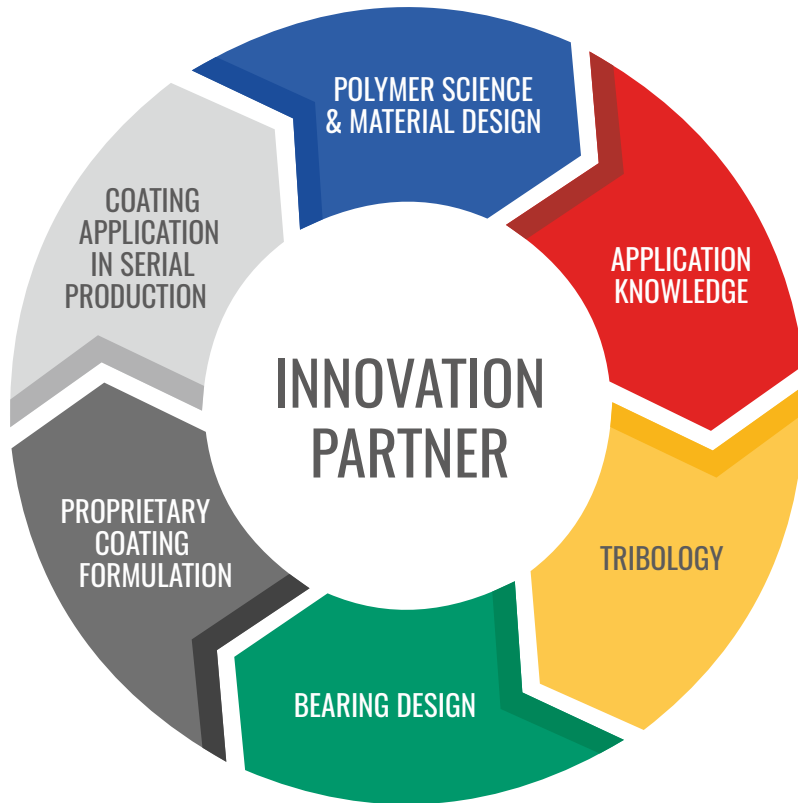 POLYMER SCIENCE
& MATERIAL DESIGN
APPLICATION
KNOWLEDGE
TRIBOLOGY
BEARING DESIGN
PROPRIETARY
COATING
FORMULATION
COATING
APPLICATION
IN SERIAL
PRODUCTION
INNOVATION
PARTNER